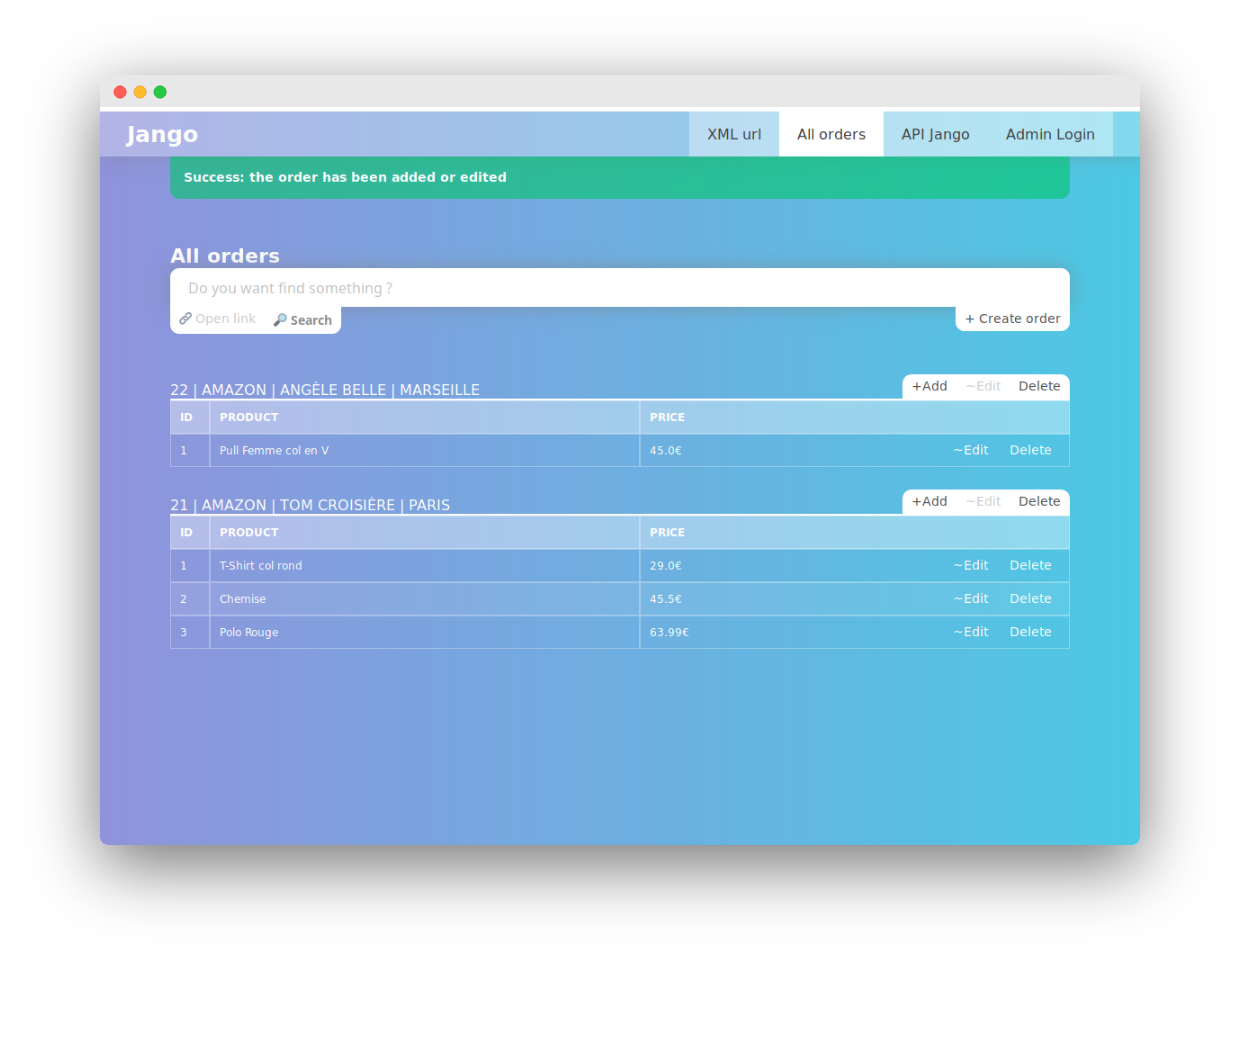 Jango XML url All orders API Jango Admin Login
Success: the order has been added or edited
All orders
Do you want find something ?
Open link Search + Create order
22 | AMAZON | ANGÈLE BELLE | MARSEILLE +Add ~Edit Delete
ID PRODUCT PRICE
1 Pull Femme col en V 45.0€ ~Edit Delete
21 | AMAZON | TOM CROISIÈRE | PARIS +Add ~Edit Delete
ID PRODUCT PRICE
1 T-Shirt col rond 29.0€ ~Edit Delete
2 Chemise 45.5€ ~Edit Delete
3 Polo Rouge 63.99€ ~Edit Delete